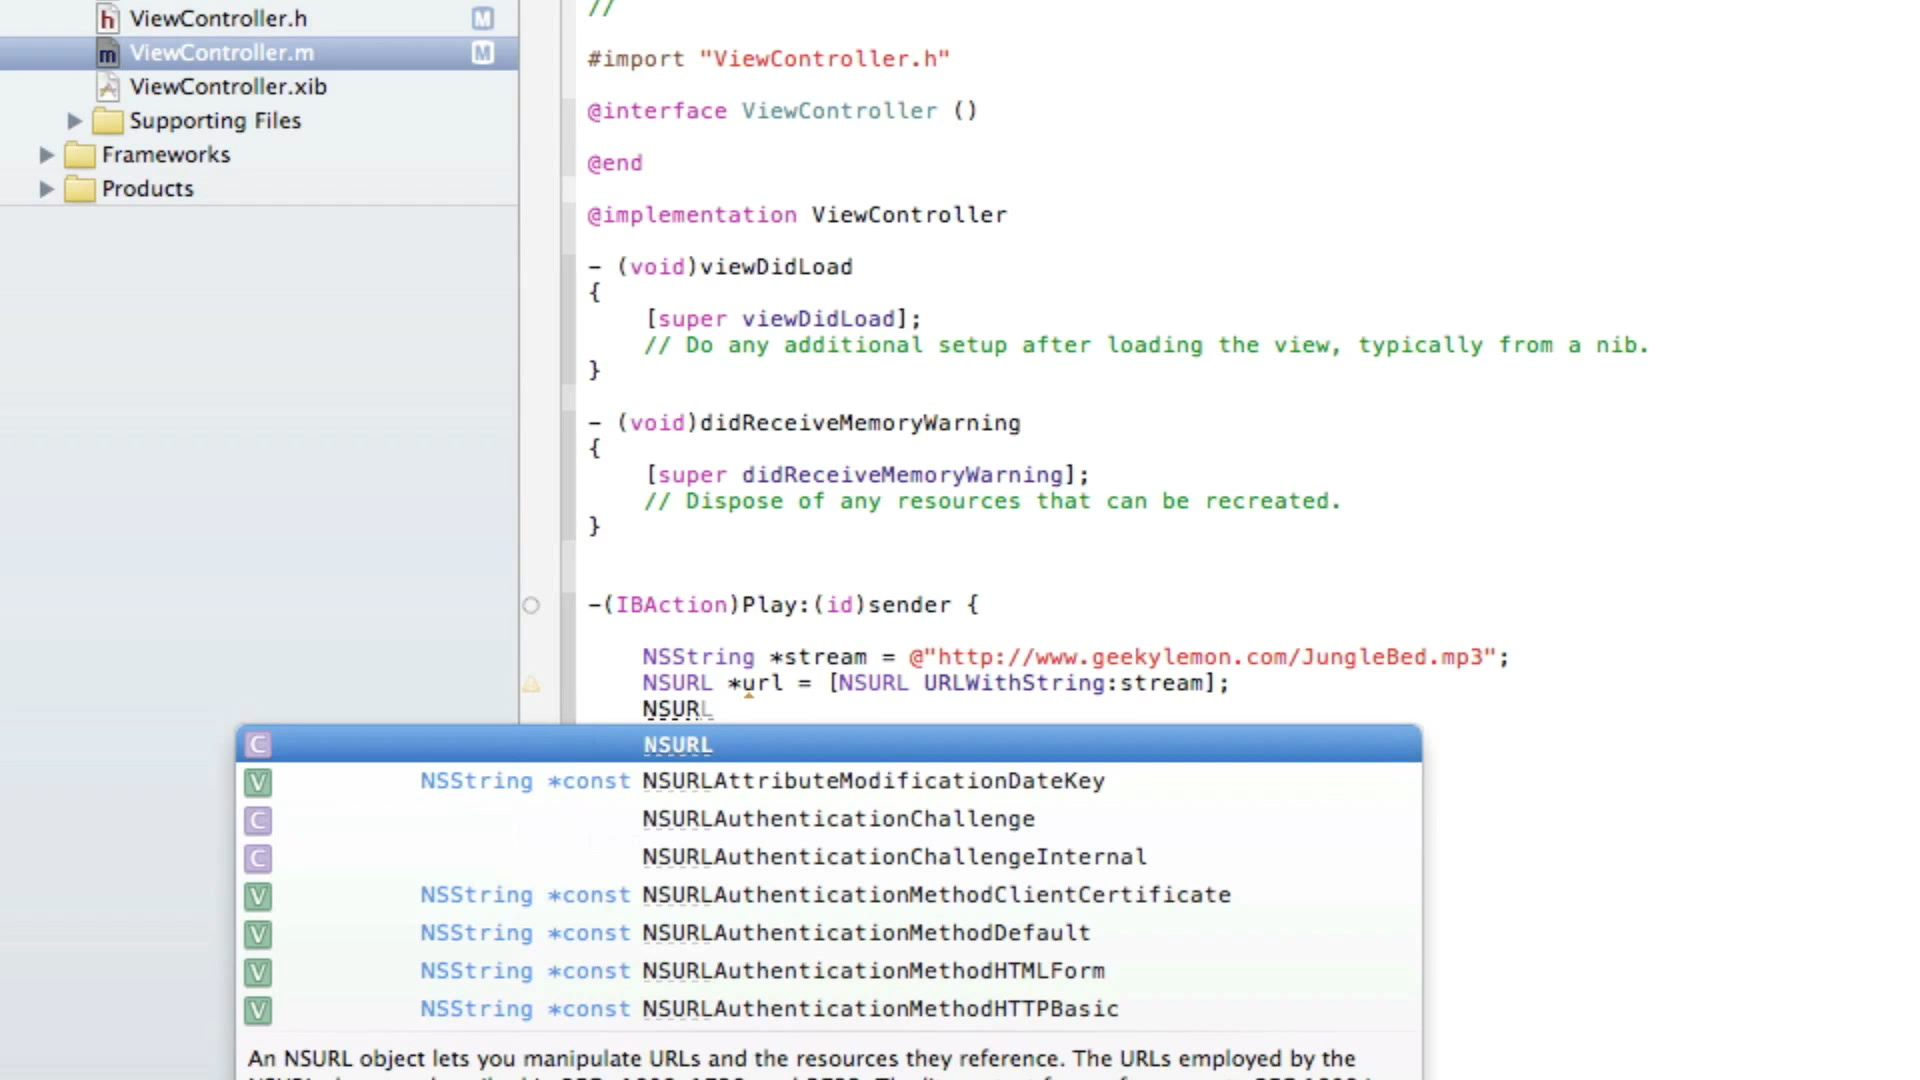 ViewController.h M
ViewController.m M
ViewController.xib
Supporting Files
Frameworks
Products
//
#import "ViewController.h"
@interface ViewController ()
@end
@implementation ViewController
- (void)viewDidLoad
{
[super viewDidLoad];
// Do any additional setup after loading the view, typically from a nib.
}
- (void)didReceiveMemoryWarning
{
[super didReceiveMemoryWarning];
// Dispose of any resources that can be recreated.
}
-(IBAction)Play:(id)sender {
NSString *stream = @"http://www.geekylemon.com/JungleBed.mp3";
NSURL *url = [NSURL URLWithString:stream];
NSURL
C NSURL
V NSString *const NSURLAttributeModificationDateKey
C NSURLAuthenticationChallenge
C NSURLAuthenticationChallengeInternal
V NSString *const NSURLAuthenticationMethodClientCertificate
V NSString *const NSURLAuthenticationMethodDefault
V NSString *const NSURLAuthenticationMethodHTMLForm
V NSString *const NSURLAuthenticationMethodHTTPBasic
An NSURL object lets you manipulate URLs and the resources they reference. The URLs employed by the